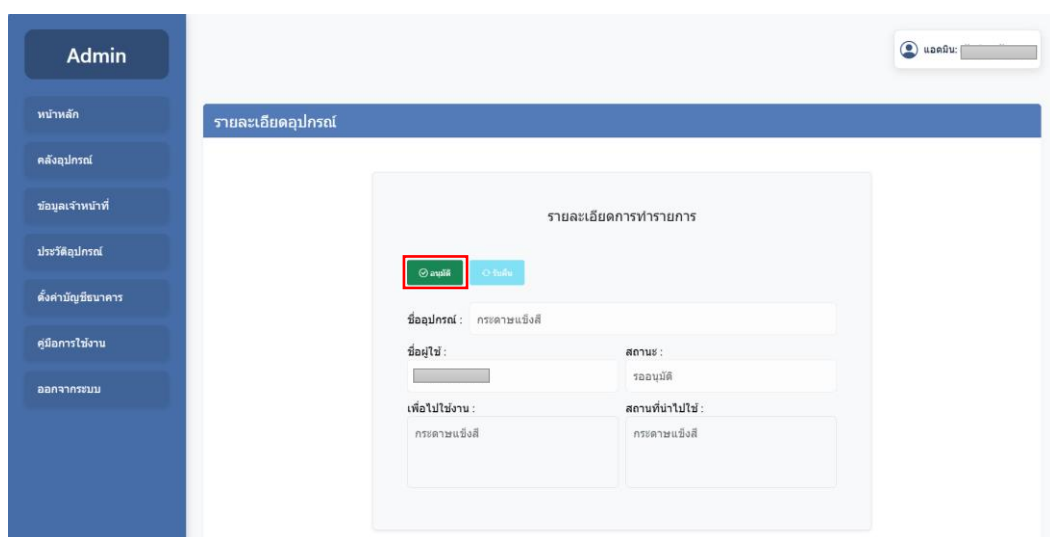 Admin
แอดมิน:
หน้าหลัก
คลังอุปกรณ์
ข้อมูลเจ้าหน้าที่
ประวัติอุปกรณ์
ตั้งค่าบัญชีธนาคาร
คู่มือการใช้งาน
ออกจากระบบ
รายละเอียดอุปกรณ์
รายละเอียดการทำรายการ
อนุมัติ
รับคืน
ชื่ออุปกรณ์ : กระดาษแข็งสี
ชื่อผู้ใช้ : สถานะ :
รออนุมัติ
เพื่อไปใช้งาน : สถานที่นำไปใช้ :
กระดาษแข็งสี กระดาษแข็งสี